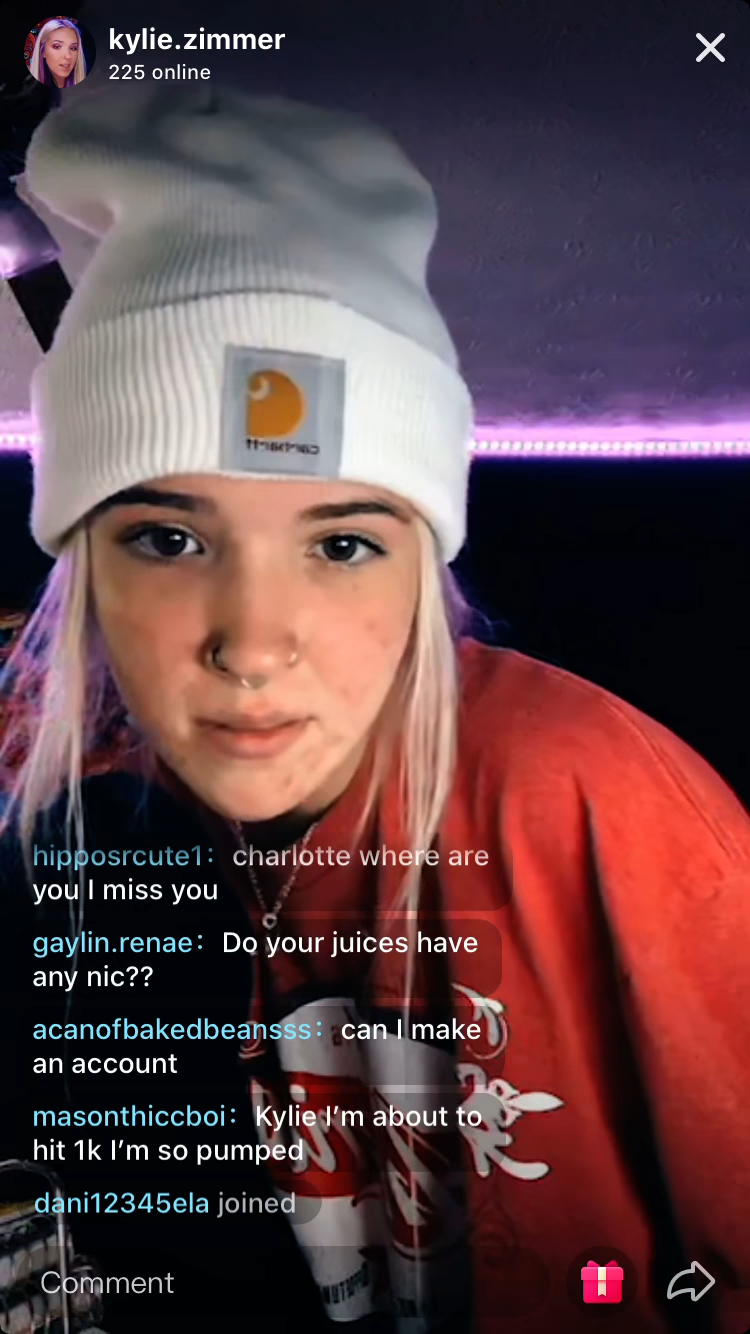 kylie.zimmer
225 online
carhartt
hipposrcute1: charlotte where are
you I miss you
gaylin.renae: Do your juices have
any nic??
acanofbakedbeansss: can I make
an account
masonthiccboi: Kylie I’m about to
hit 1k I’m so pumped
dani12345ela joined
Comment